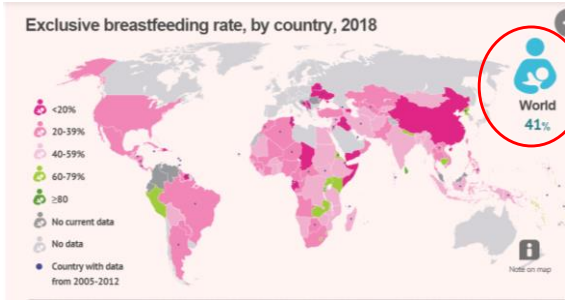 Exclusive breastfeeding rate, by country, 2018
World
41%
<20%
20-39%
40-59%
60-79%
≥80
No current data
No data
Country with data
from 2005-2012
Note on map